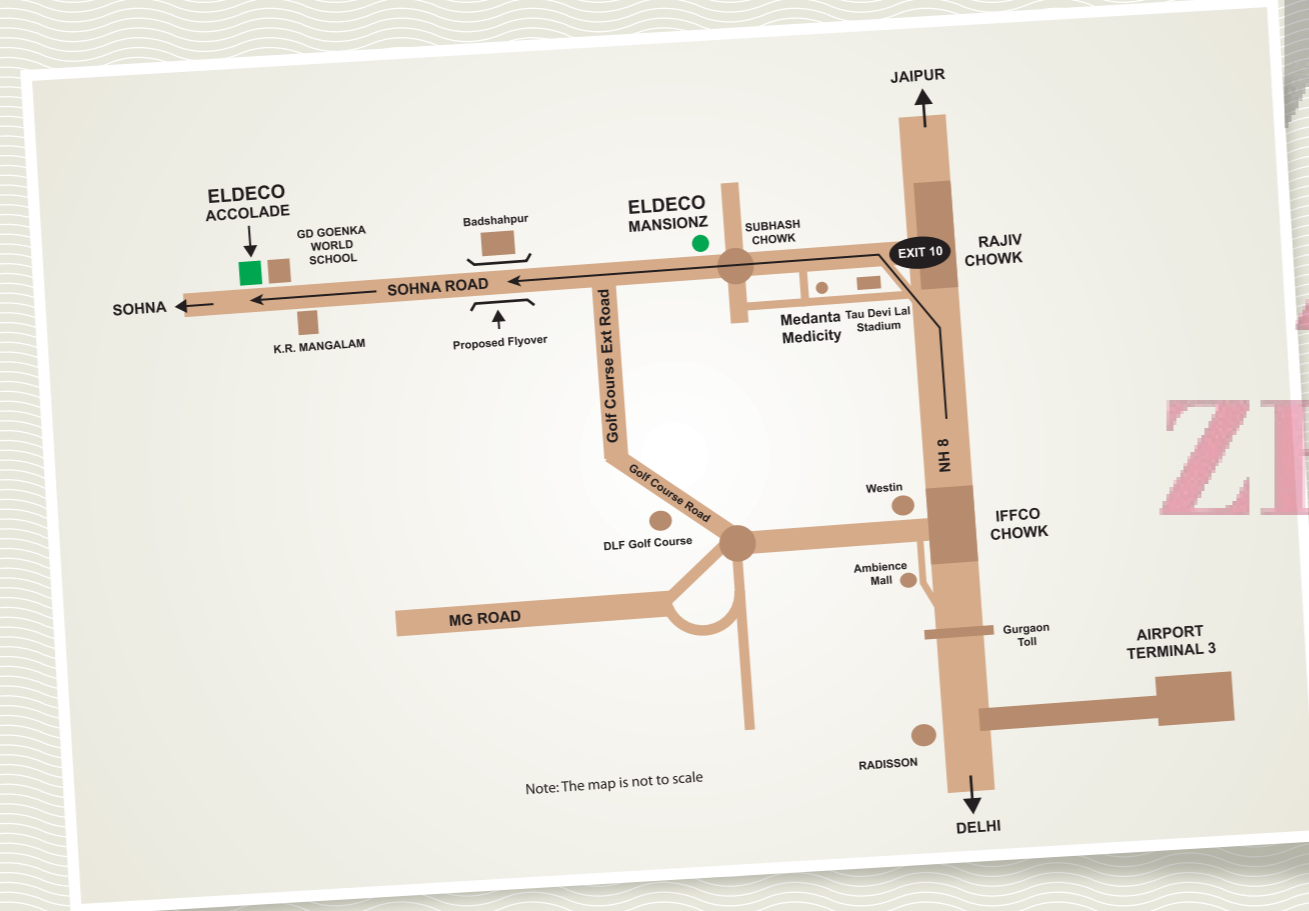 JAIPUR
ELDECO
ACCOLADE
GD GOENKA
WORLD
SCHOOL
Badshahpur
ELDECO
MANSIONZ
SUBHASH
CHOWK
EXIT 10
RAJIV
CHOWK
SOHNA
SOHNA ROAD
K.R. MANGALAM
Proposed Flyover
Medanta
Medicity
Tau Devi Lal
Stadium
Golf Course Ext Road
NH 8
Golf Course Road
DLF Golf Course
Westin
IFFCO
CHOWK
Ambience
Mall
MG ROAD
Gurgaon
Toll
AIRPORT
TERMINAL 3
RADISSON
Note: The map is not to scale
DELHI